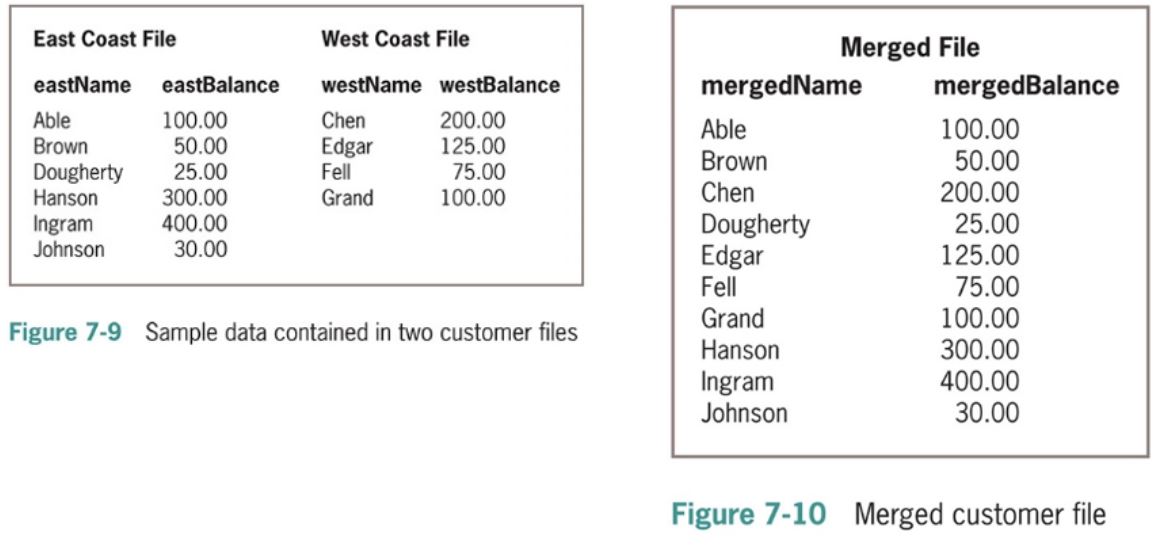 East Coast File West Coast File
eastName eastBalance westName westBalance
Able 100.00 Chen 200.00
Brown 50.00 Edgar 125.00
Dougherty 25.00 Fell 75.00
Hanson 300.00 Grand 100.00
Ingram 400.00
Johnson 30.00
Figure 7-9 Sample data contained in two customer files
Merged File
mergedName mergedBalance
Able 100.00
Brown 50.00
Chen 200.00
Dougherty 25.00
Edgar 125.00
Fell 75.00
Grand 100.00
Hanson 300.00
Ingram 400.00
Johnson 30.00
Figure 7-10 Merged customer file